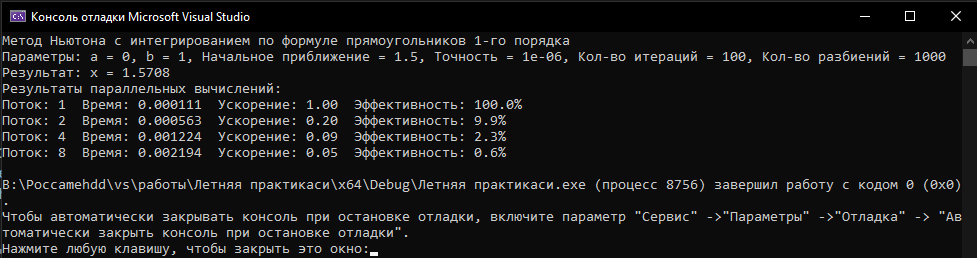 Консоль отладки Microsoft Visual Studio
Метод Ньютона с интегрированием по формуле прямоугольников 1-го порядка
Параметры: a = 0, b = 1, Начальное приближение = 1.5, Точность = 1e-06, Кол-во итераций = 100, Кол-во разбиений = 1000
Результат: x = 1.5708
Результаты параллельных вычислений:
Поток: 1  Время: 0.000111  Ускорение: 1.00  Эффективность: 100.0%
Поток: 2  Время: 0.000563  Ускорение: 0.20  Эффективность: 9.9%
Поток: 4  Время: 0.001224  Ускорение: 0.09  Эффективность: 2.3%
Поток: 8  Время: 0.002194  Ускорение: 0.05  Эффективность: 0.6%
B:\Poccamehdd\vs\работы\Летняя практикаси\x64\Debug\Летняя практикаси.exe (процесс 8756) завершил работу с кодом 0 (0x0)
.
Чтобы автоматически закрывать консоль при остановке отладки, включите параметр "Сервис" ->"Параметры" ->"Отладка" -> "Ав
томатически закрыть консоль при остановке отладки".
Нажмите любую клавишу, чтобы закрыть это окно: